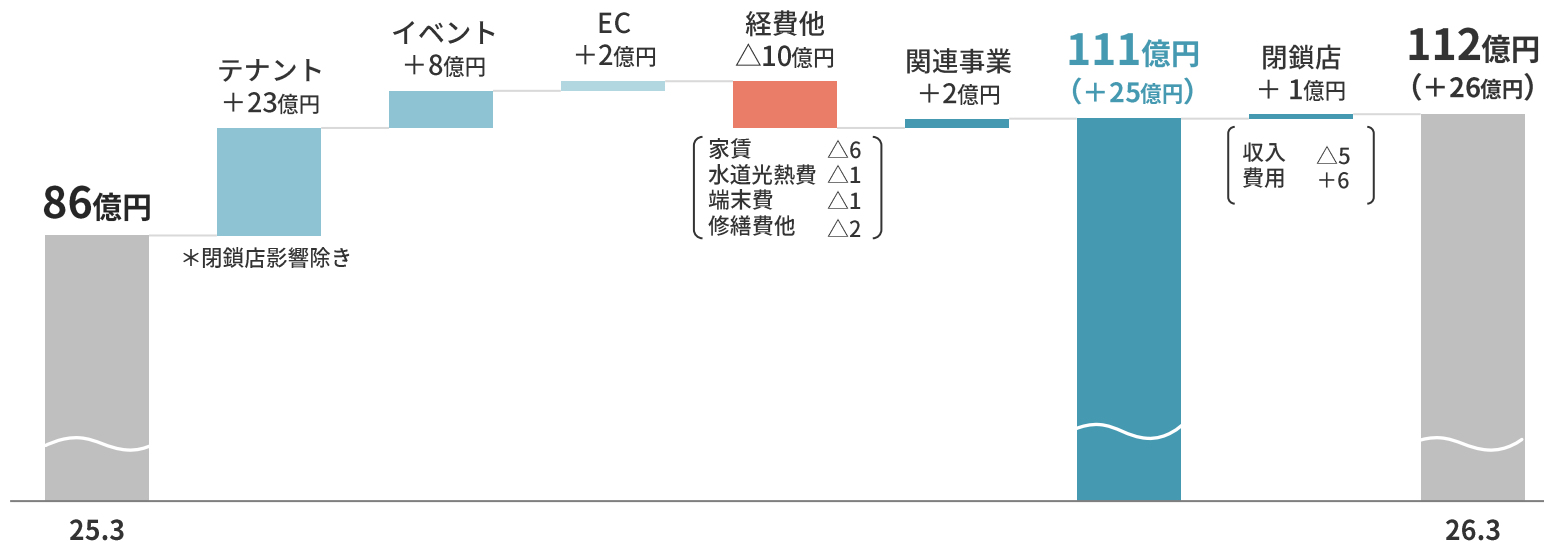 86億円
テナント
＋23億円
＊閉鎖店影響除き
イベント
＋8億円
EC
＋2億円
経費他
△10億円
家賃 △6
水道光熱費 △1
端末費 △1
修繕費他 △2
関連事業
＋2億円
111億円
（＋25億円）
閉鎖店
＋ 1億円
収入 △5
費用 ＋6
112億円
（＋26億円）
25.3
26.3